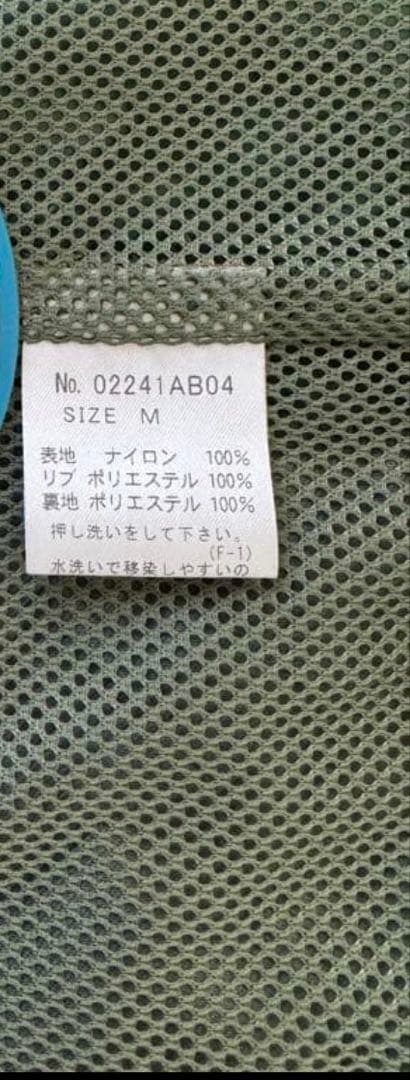 No. 02241AB04
SIZE M
表地 ナイロン 100%
リブ ポリエステル 100%
裏地 ポリエステル 100%
押し洗いをして下さい。
(F-1)
水洗いで移染しやすいの